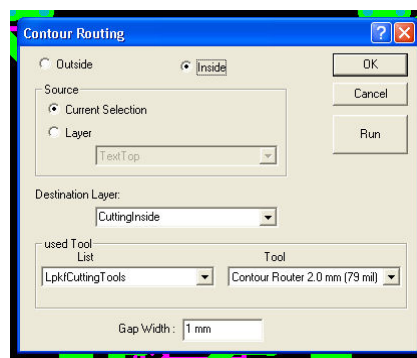 Contour Routing
Outside Inside OK
Source
Current Selection Cancel
Layer Run
TextTop
Destination Layer:
CuttingInside
used Tool
List Tool
LpkfCuttingTools Contour Router 2.0 mm (79 mil)
Gap Width : 1 mm